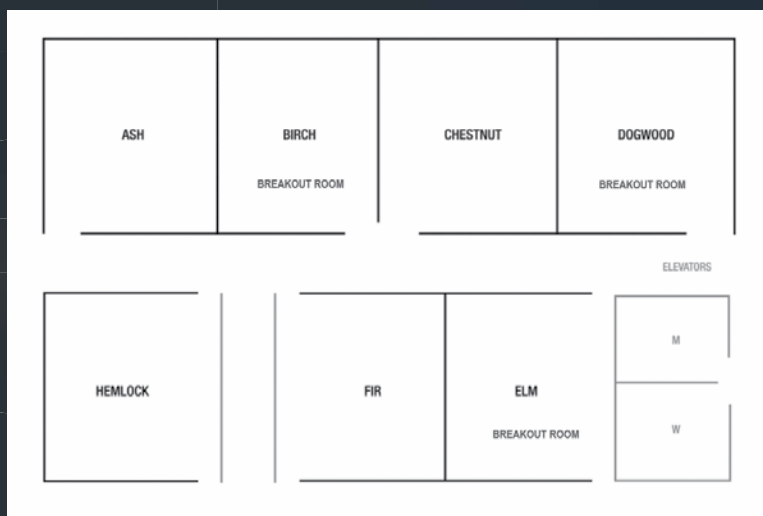 ASH
BIRCH
CHESTNUT
DOGWOOD
BREAKOUT ROOM
BREAKOUT ROOM
ELEVATORS
M
HEMLOCK
FIR
ELM
W
BREAKOUT ROOM